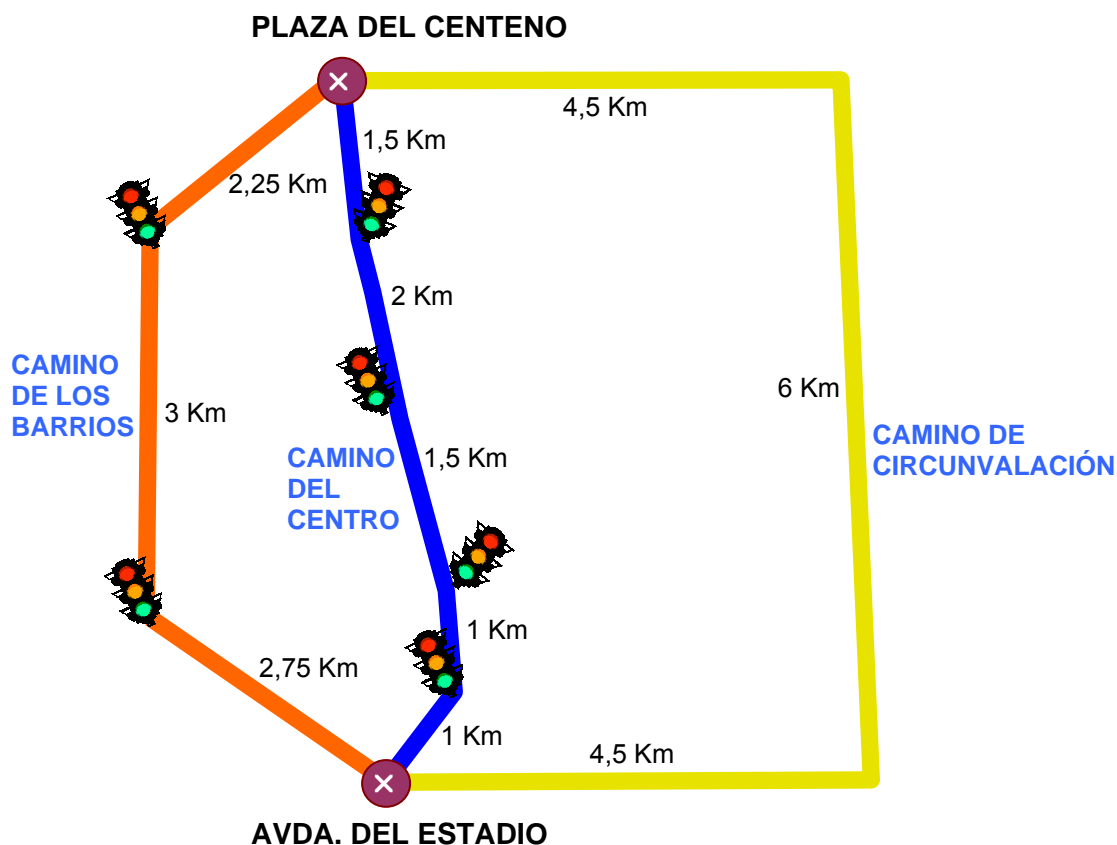 PLAZA DEL CENTENO
4,5 Km
1,5 Km
2,25 Km
2 Km
CAMINO
DE LOS
BARRIOS
3 Km
6 Km
CAMINO DE
CIRCUNVALACIÓN
CAMINO
DEL
CENTRO
1,5 Km
1 Km
2,75 Km
1 Km
4,5 Km
AVDA. DEL ESTADIO